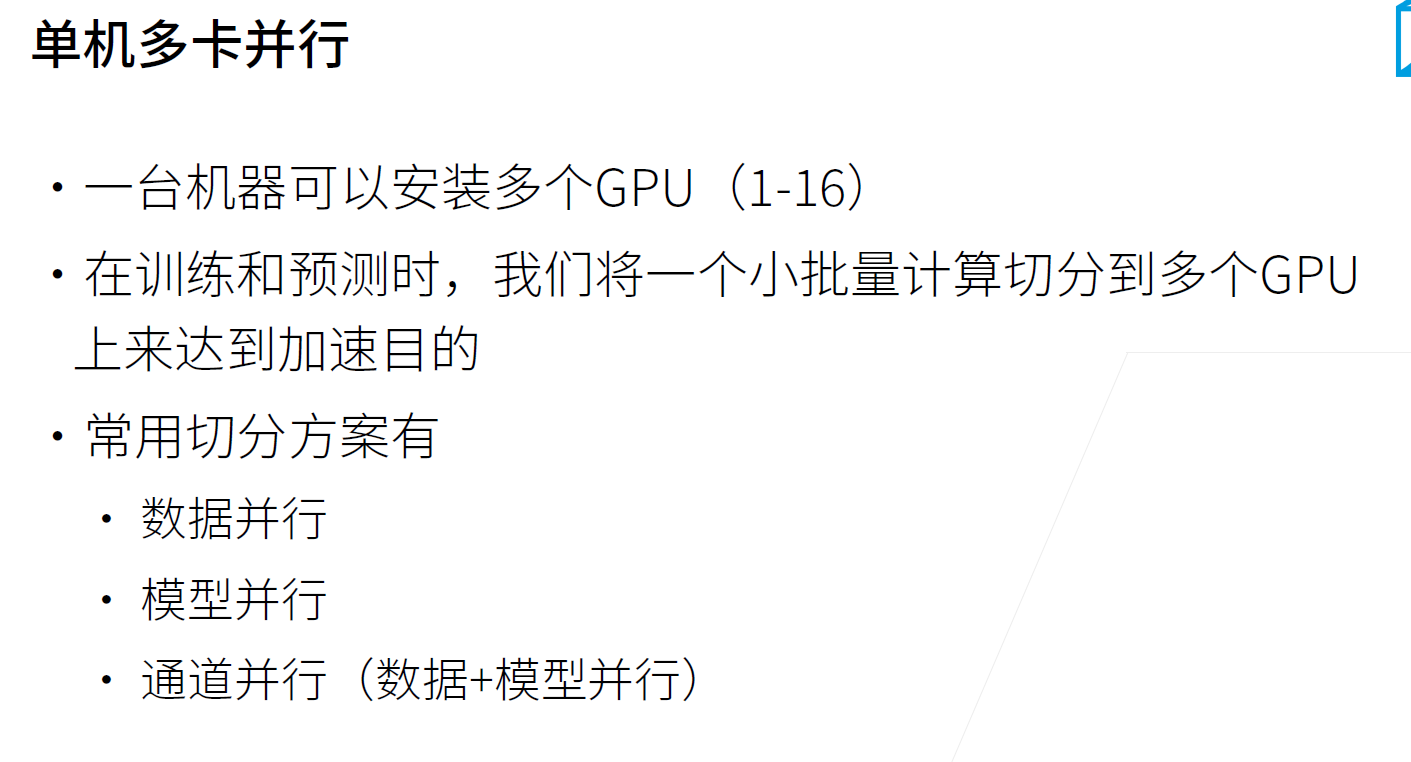 单机多卡并行
• 一台机器可以安装多个GPU（1-16）
• 在训练和预测时，我们将一个小批量计算切分到多个GPU
上来达到加速目的
• 常用切分方案有
• 数据并行
• 模型并行
• 通道并行（数据+模型并行）